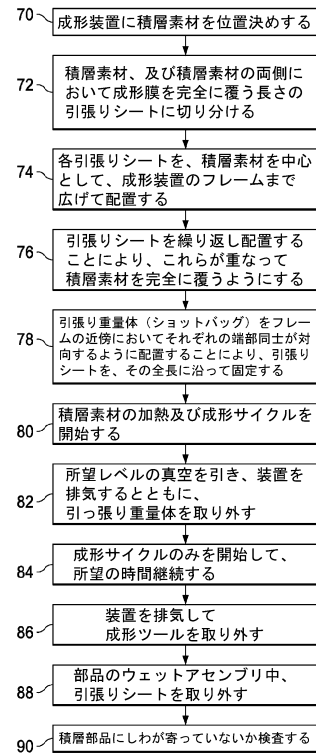 70
成形装置に積層素材を位置決めする
72
積層素材、及び積層素材の両側に
おいて成形膜を完全に覆う長さの
引張りシートに切り分ける
74
各引張りシートを、積層素材を中心
として、成形装置のフレームまで
広げて配置する
76
引張りシートを繰り返し配置する
ことにより、これらが重なって
積層素材を完全に覆うようにする
78
引張り重量体（ショットバッグ）をフレー
ムの近傍においてそれぞれの端部同士が対
向するように配置することにより、引張り
シートを、その全長に沿って固定する
80
積層素材の加熱及び成形サイクルを
開始する
82
所望レベルの真空を引き、装置を
排気するとともに、
引っ張り重量体を取り外す
84
成形サイクルのみを開始して、
所望の時間継続する
86
装置を排気して
成形ツールを取り外す
88
部品のウェットアセンブリ中、
引張りシートを取り外す
90
積層部品にしわが寄っていないか検査する